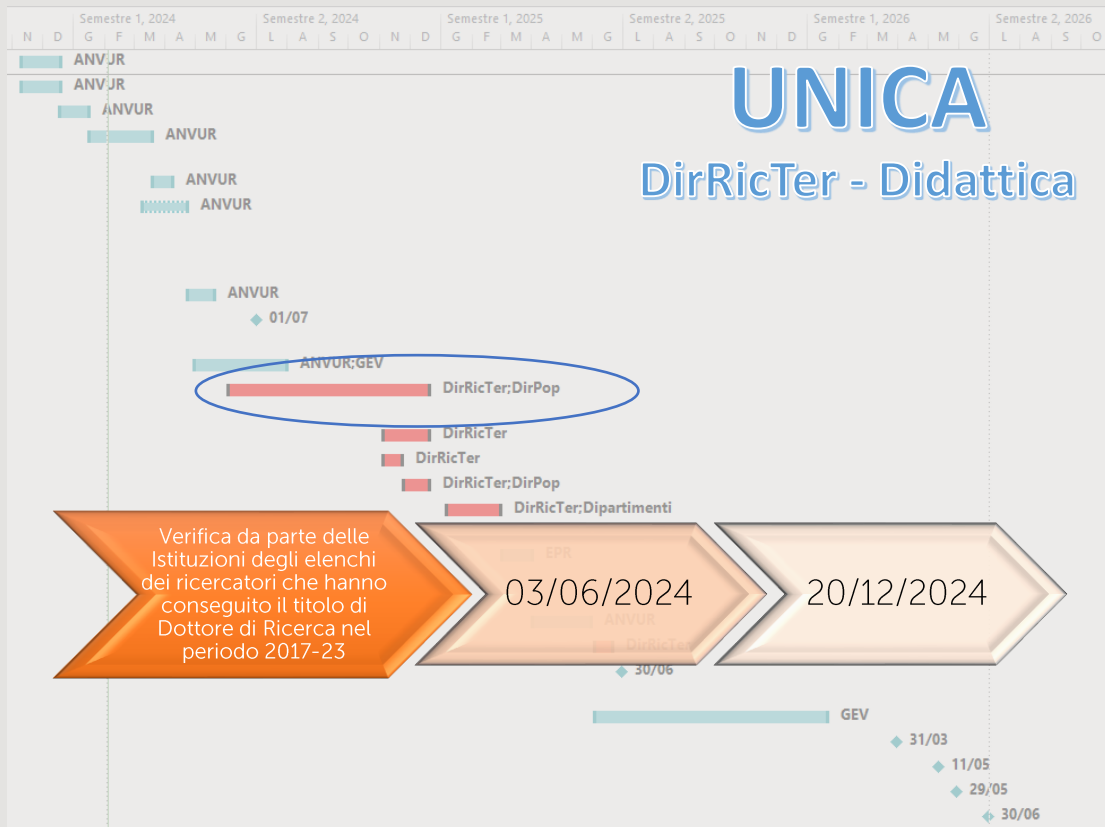 Semestre 1, 2024 Semestre 2, 2024 Semestre 1, 2025 Semestre 2, 2025 Semestre 1, 2026 Semestre 2, 2026
N D G F M A M G L A S O N D G F M A M G L A S O N D G F M A M G L A S O
ANVUR
ANVUR
ANVUR
ANVUR
UNICA
ANVUR
DirRicTer - Didattica
ANVUR
ANVUR
01/07
ANVUR;GEV
DirRicTer;DirPop
DirRicTer
DirRicTer
DirRicTer;DirPop
DirRicTer;Dipartimenti
Verifica da parte delle
Istituzioni degli elenchi
dei ricercatori che hanno
conseguito il titolo di
Dottore di Ricerca nel
periodo 2017-23
EPR
03/06/2024
20/12/2024
ANVUR
DirRicTer
30/06
GEV
31/03
11/05
29/05
30/06